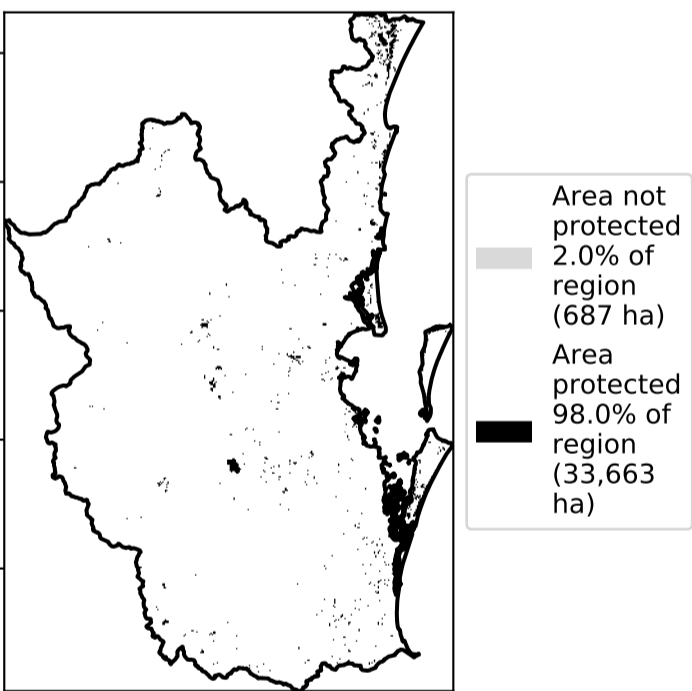 Area not
protected
2.0% of
region
(687 ha)
Area
protected
98.0% of
region
(33,663
ha)